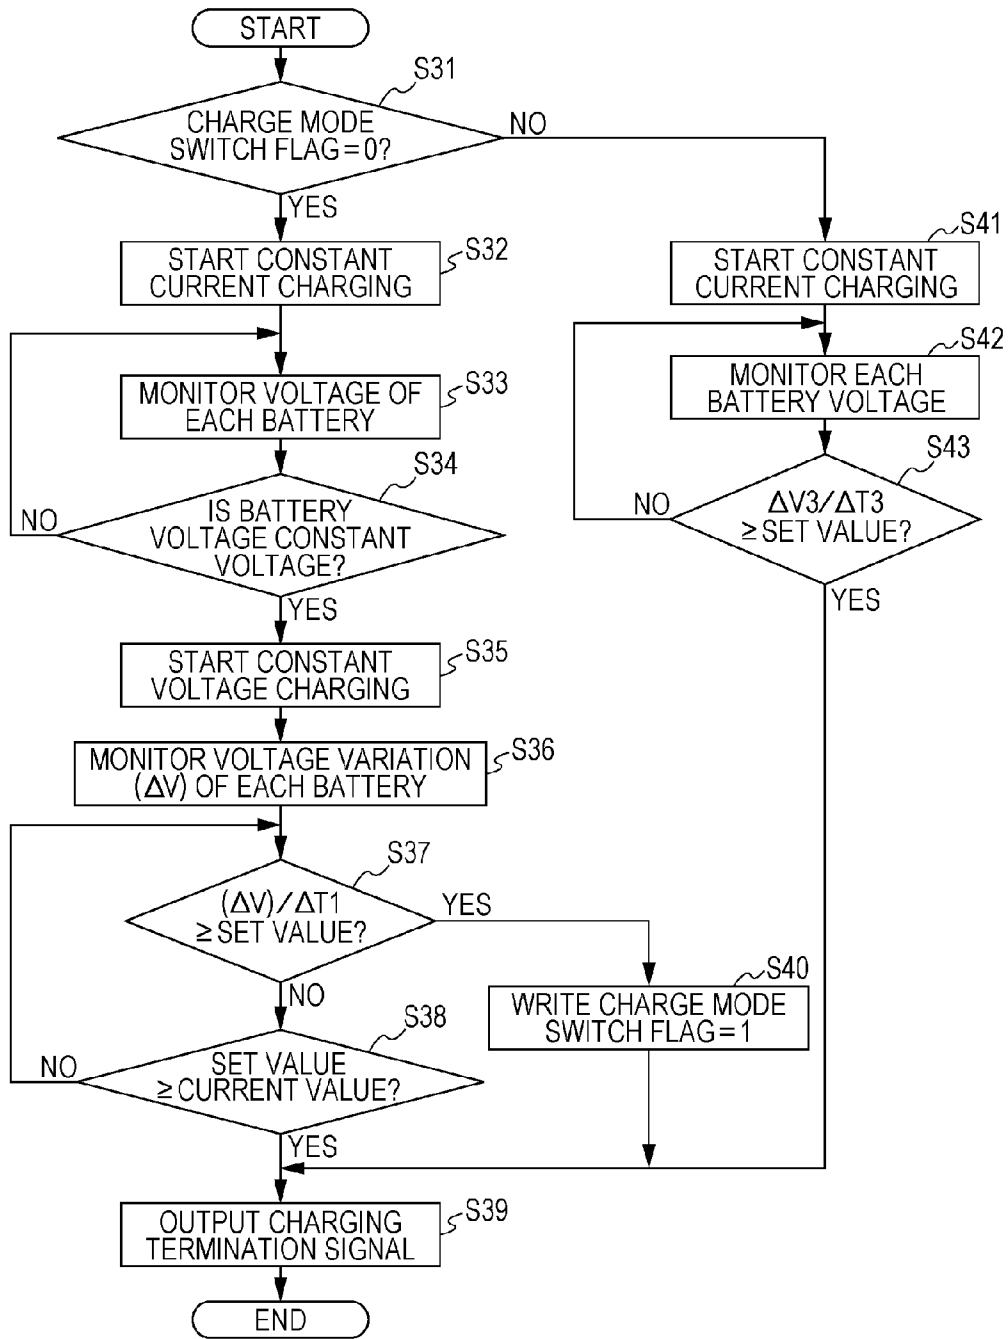 START
S31
CHARGE MODE
SWITCH FLAG=0?
NO
YES
S32
START CONSTANT
CURRENT CHARGING
S33
MONITOR VOLTAGE OF
EACH BATTERY
S34
IS BATTERY
VOLTAGE CONSTANT
VOLTAGE?
NO
YES
S35
START CONSTANT
VOLTAGE CHARGING
S36
MONITOR VOLTAGE VARIATION
(ΔV) OF EACH BATTERY
S37
(ΔV)/ΔT1
≥ SET VALUE?
YES
NO
S40
WRITE CHARGE MODE
SWITCH FLAG=1
S38
SET VALUE
≥ CURRENT VALUE?
NO
YES
S41
START CONSTANT
CURRENT CHARGING
S42
MONITOR EACH
BATTERY VOLTAGE
S43
ΔV3/ΔT3
≥ SET VALUE?
NO
YES
S39
OUTPUT CHARGING
TERMINATION SIGNAL
END